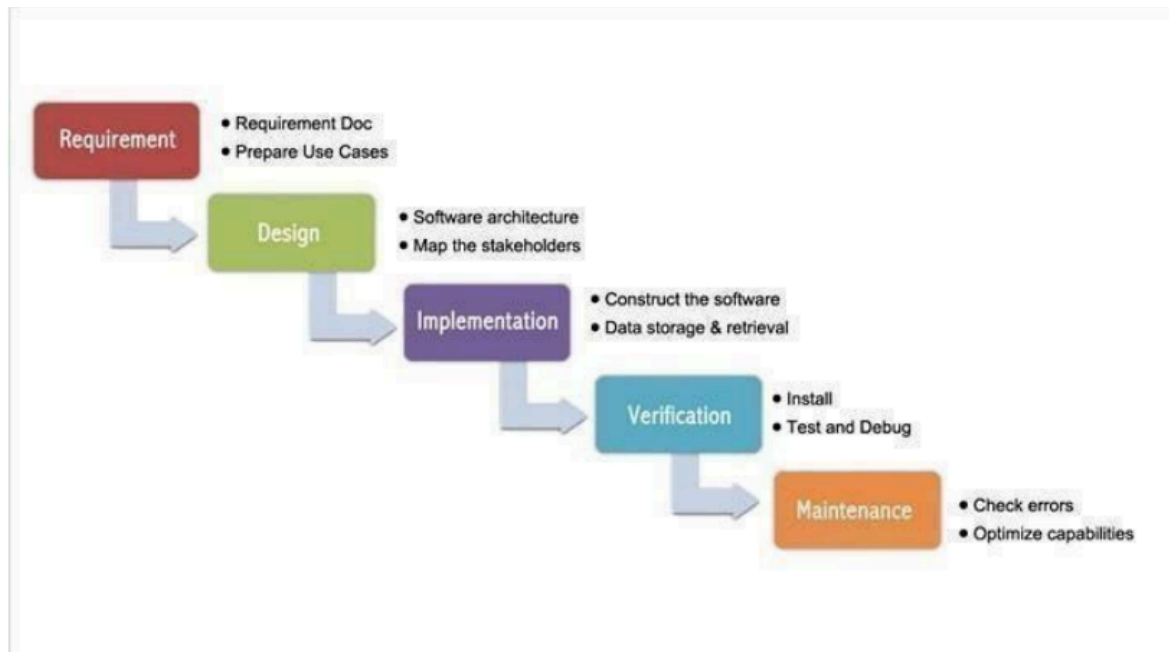 Requirement
• Requirement Doc
• Prepare Use Cases
Design
• Software architecture
• Map the stakeholders
Implementation
• Construct the software
• Data storage & retrieval
Verification
• Install
• Test and Debug
Maintenance
• Check errors
• Optimize capabilities